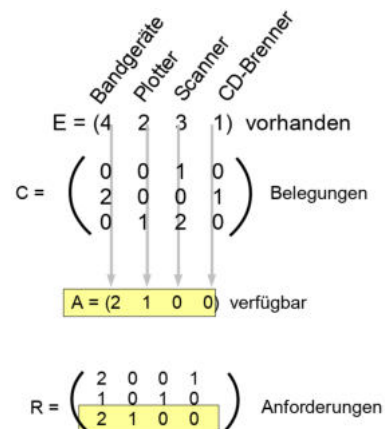 Bandgeräte
Plotter
Scanner
CD-Brenner
E = (4 2 3 1) vorhanden
0 0 1 0
C = 2 0 0 1 Belegungen
0 1 2 0
A = (2 1 0 0) verfügbar
2 0 0 1
R = 1 0 1 0 Anforderungen
2 1 0 0